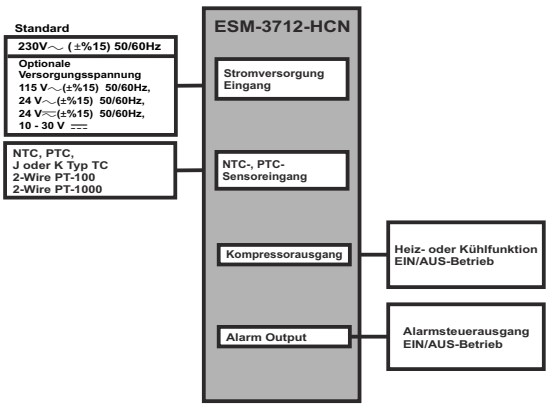 Standard
230V～ (±%15) 50/60Hz
Optionale
Versorgungsspannung
115 V～(±%15) 50/60Hz,
24 V～(±%15) 50/60Hz,
24 V⏦(±%15) 50/60Hz,
10 - 30 V ⎓
NTC, PTC,
J oder K Typ TC
2-Wire PT-100
2-Wire PT-1000
ESM-3712-HCN
Stromversorgung
Eingang
NTC-, PTC-
Sensoreingang
Kompressorausgang
Alarm Output
Heiz- oder Kühlfunktion
EIN/AUS-Betrieb
Alarmsteuerausgang
EIN/AUS-Betrieb